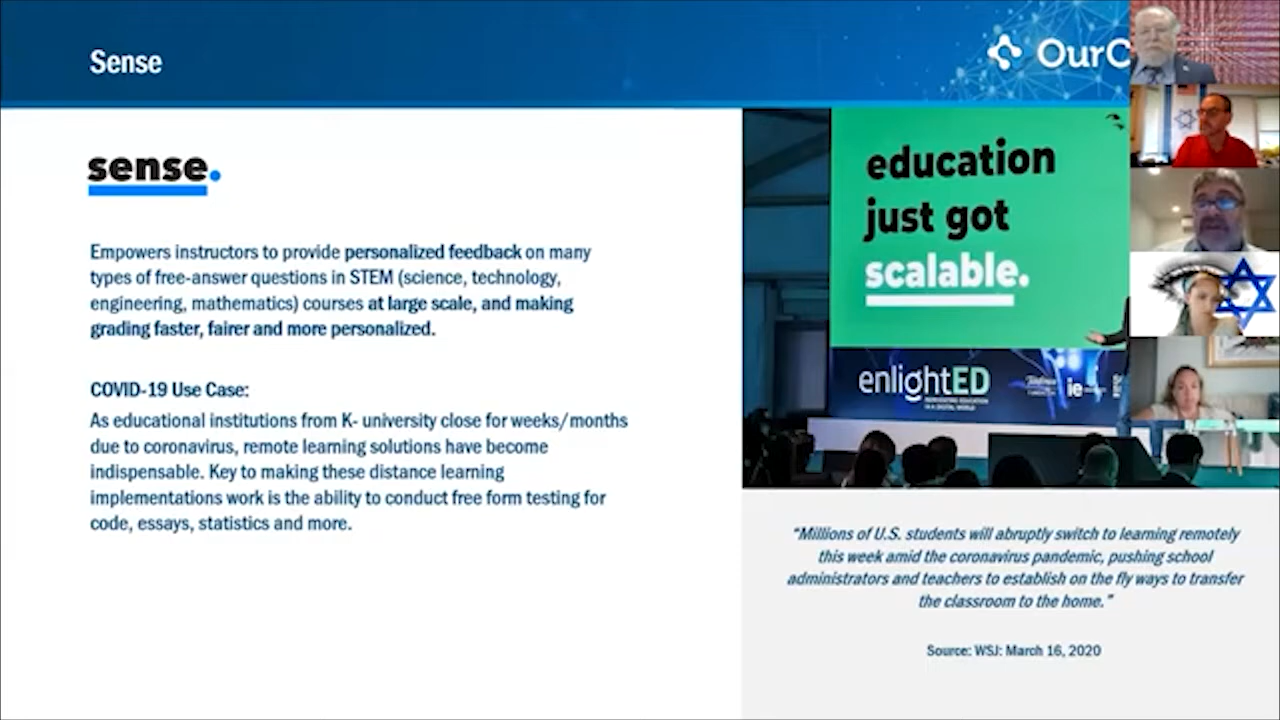 Sense
OurC
sense.
Empowers instructors to provide personalized feedback on many
types of free-answer questions in STEM (science, technology,
engineering, mathematics) courses at large scale, and making
grading faster, fairer and more personalized.
COVID-19 Use Case:
As educational institutions from K- university close for weeks/months
due to coronavirus, remote learning solutions have become
indispensable. Key to making these distance learning
implementations work is the ability to conduct free form testing for
code, essays, statistics and more.
education
just got
scalable.
enlightED
ie
“Millions of U.S. students will abruptly switch to learning remotely
this week amid the coronavirus pandemic, pushing school
administrators and teachers to establish on the fly ways to transfer
the classroom to the home.”
Source: WSJ: March 16, 2020